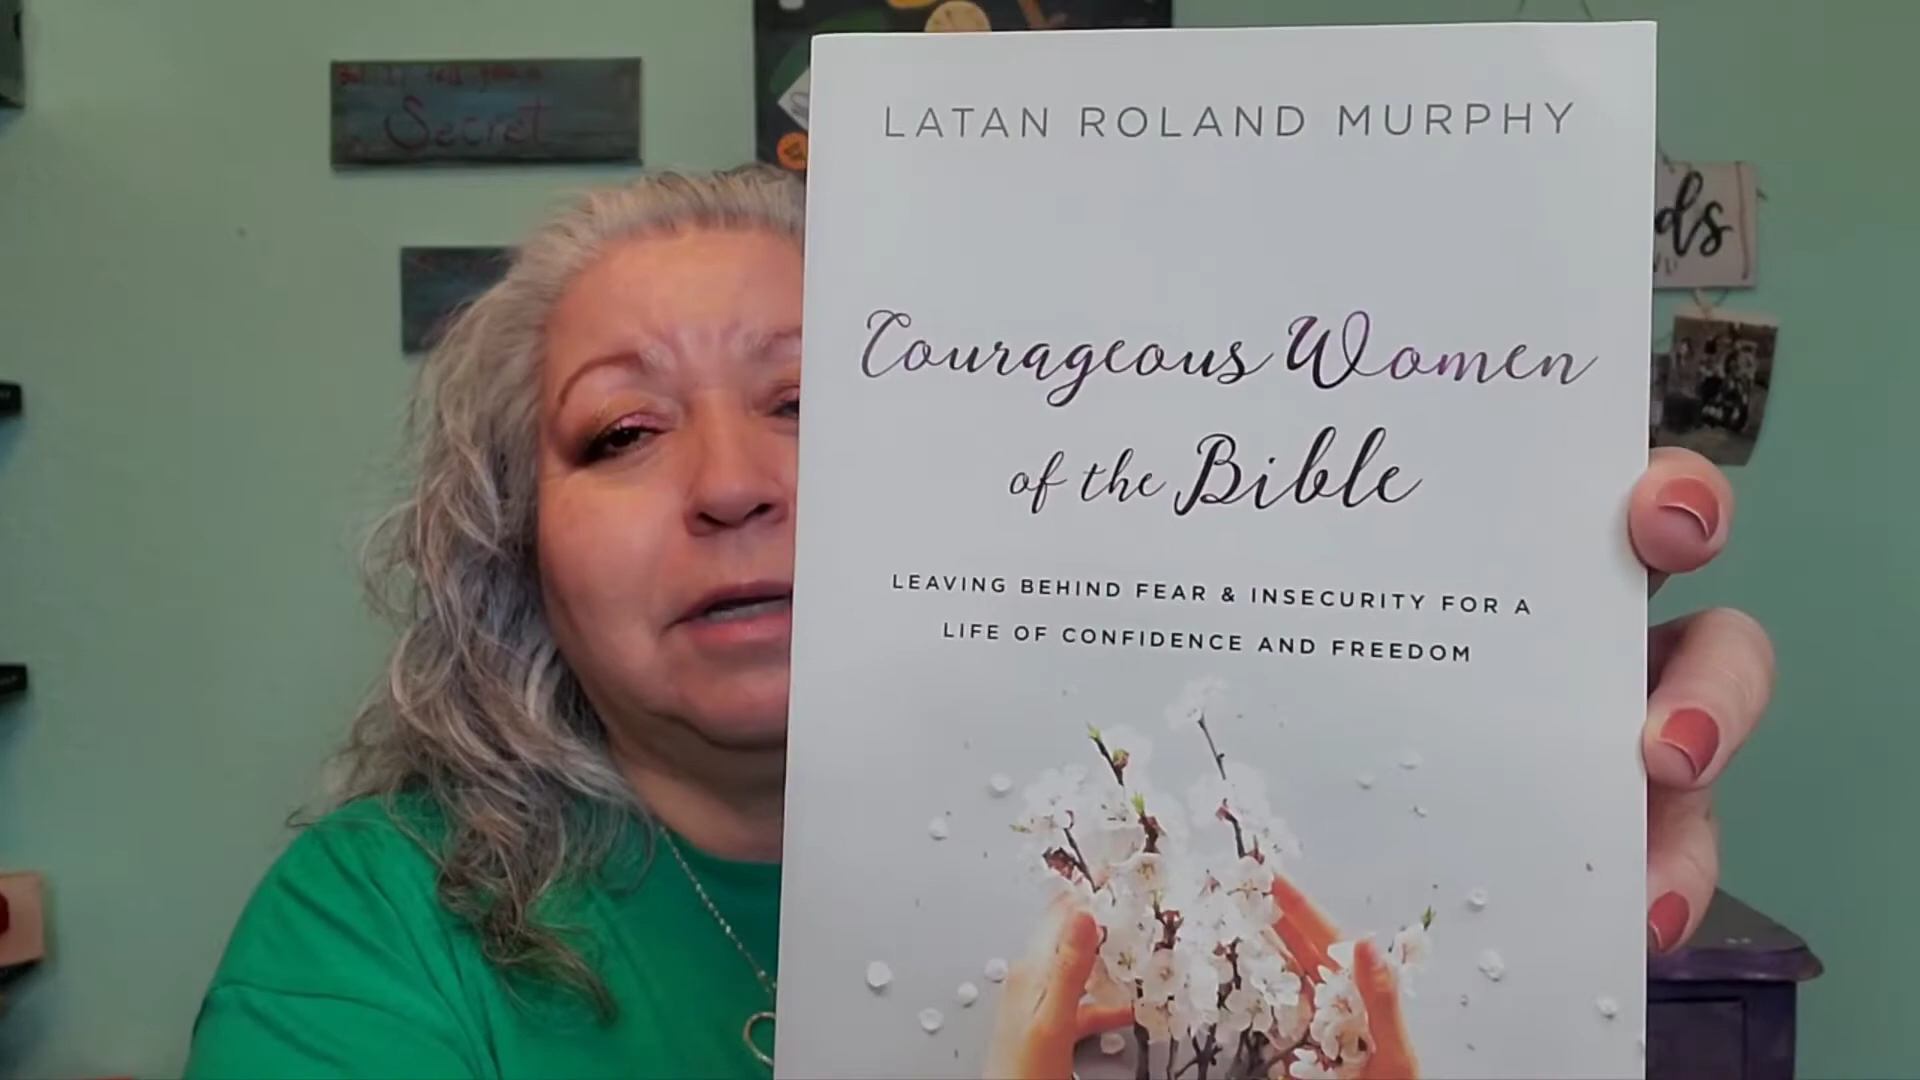 Secret
LATAN ROLAND MURPHY
ds
Courageous Women
of the Bible
LEAVING BEHIND FEAR & INSECURITY FOR A
LIFE OF CONFIDENCE AND FREEDOM